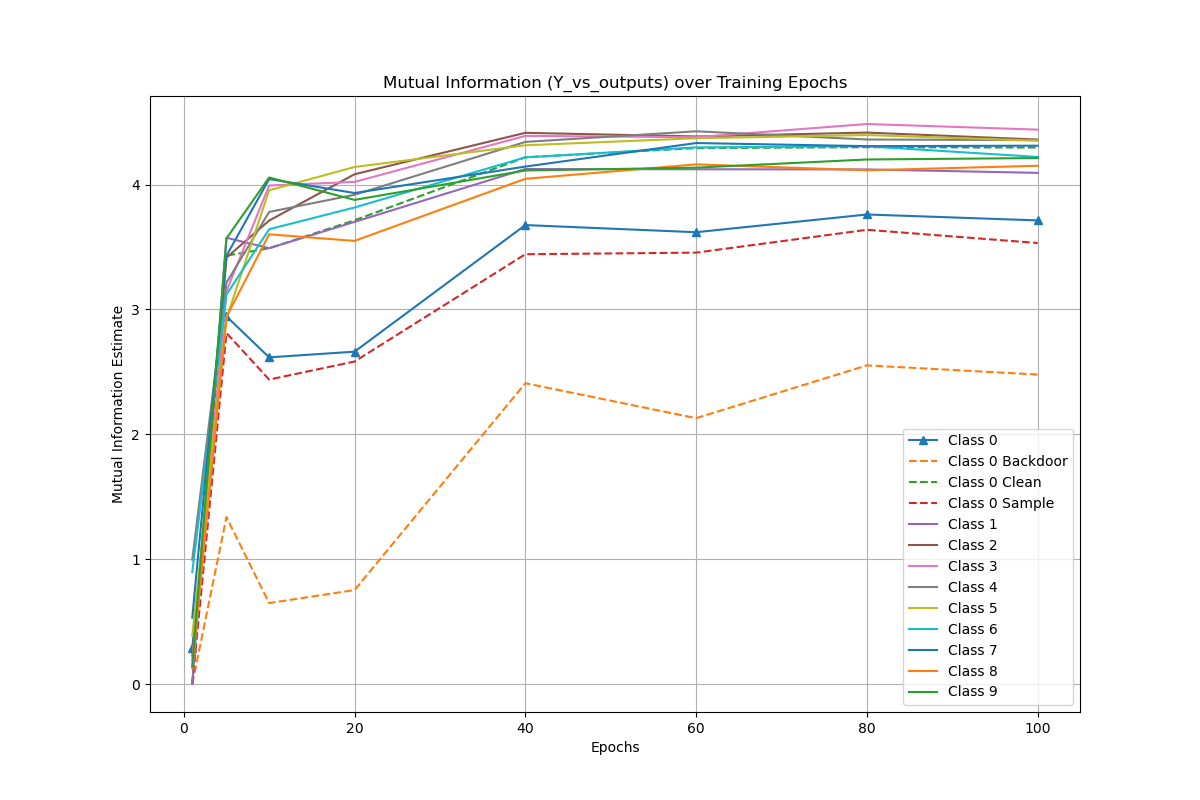 Mutual Information (Y_vs_outputs) over Training Epochs
Mutual Information Estimate
4
3
2
1
0
0 20 40 60 80 100
Epochs
Class 0
Class 0 Backdoor
Class 0 Clean
Class 0 Sample
Class 1
Class 2
Class 3
Class 4
Class 5
Class 6
Class 7
Class 8
Class 9